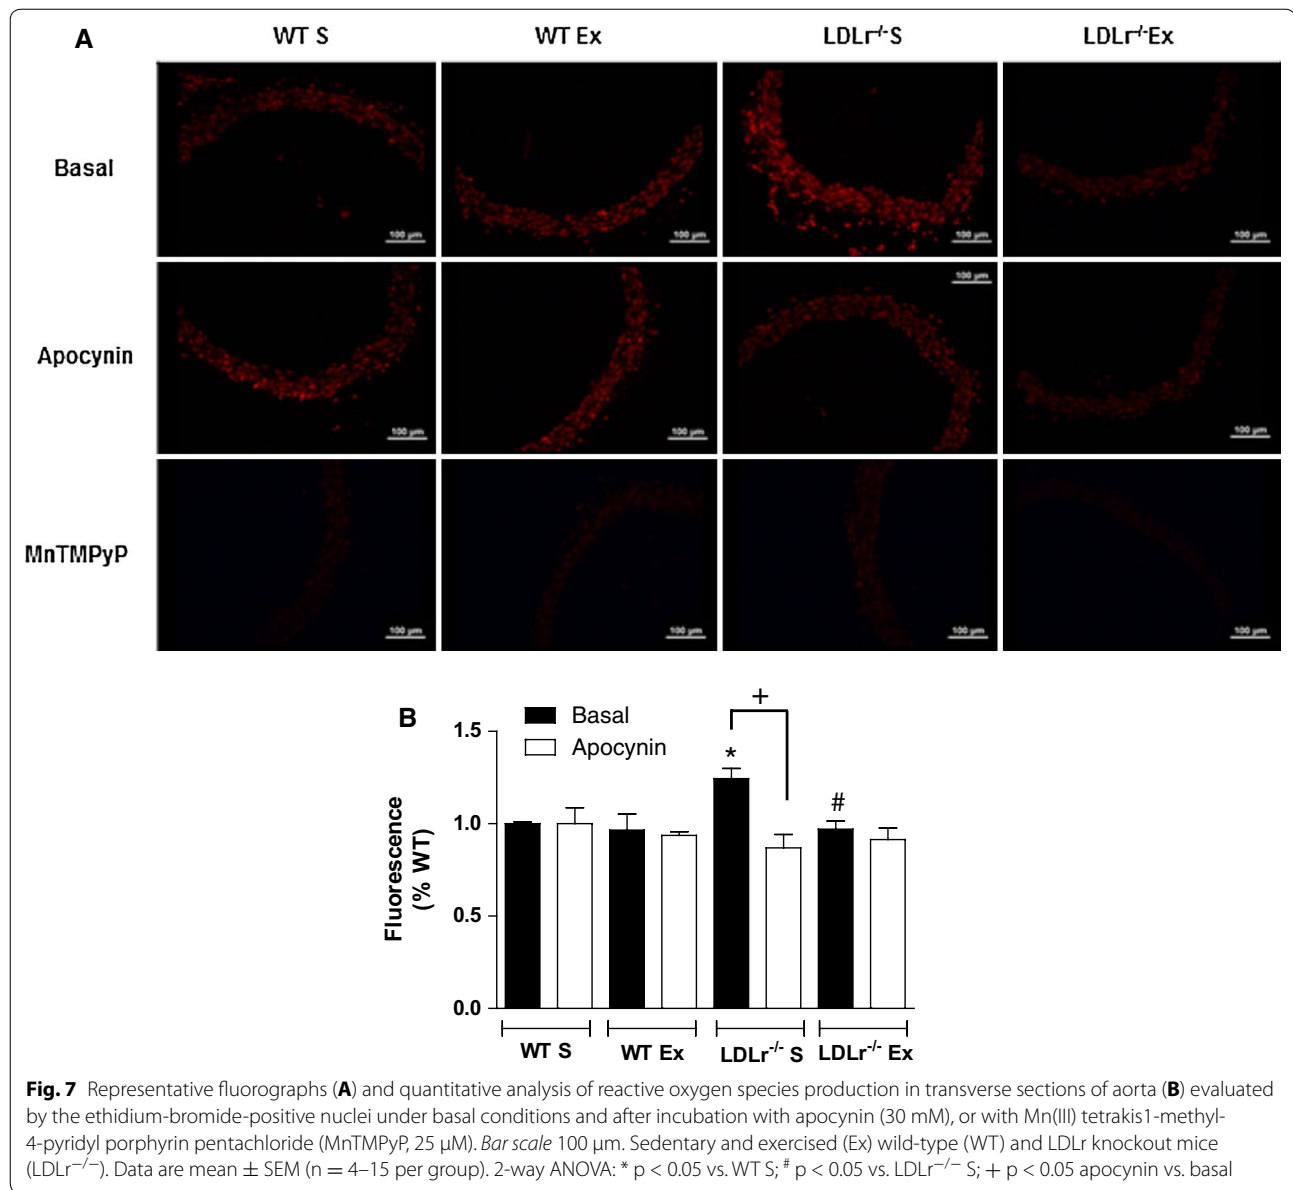 A
WT S WT Ex LDLr-/-S LDLr-/-Ex
Basal
100 µm 100 µm 100 µm 100 µm
Apocynin
100 µm
100 µm 100 µm 100 µm
MnTMPyP
100 µm 100 µm 100 µm 100 µm
B
Basal
Apocynin
+
*
#
1.5
1.0
0.5
0.0
Fluorescence
(% WT)
WT S WT Ex LDLr-/- S LDLr-/- Ex
Fig. 7 Representative fluorographs (A) and quantitative analysis of reactive oxygen species production in transverse sections of aorta (B) evaluated
by the ethidium-bromide-positive nuclei under basal conditions and after incubation with apocynin (30 mM), or with Mn(III) tetrakis1-methyl-
4-pyridyl porphyrin pentachloride (MnTMPyP, 25 μM). Bar scale 100 μm. Sedentary and exercised (Ex) wild-type (WT) and LDLr knockout mice
(LDLr−/−). Data are mean ± SEM (n = 4–15 per group). 2-way ANOVA: * p < 0.05 vs. WT S; # p < 0.05 vs. LDLr−/− S; + p < 0.05 apocynin vs. basal